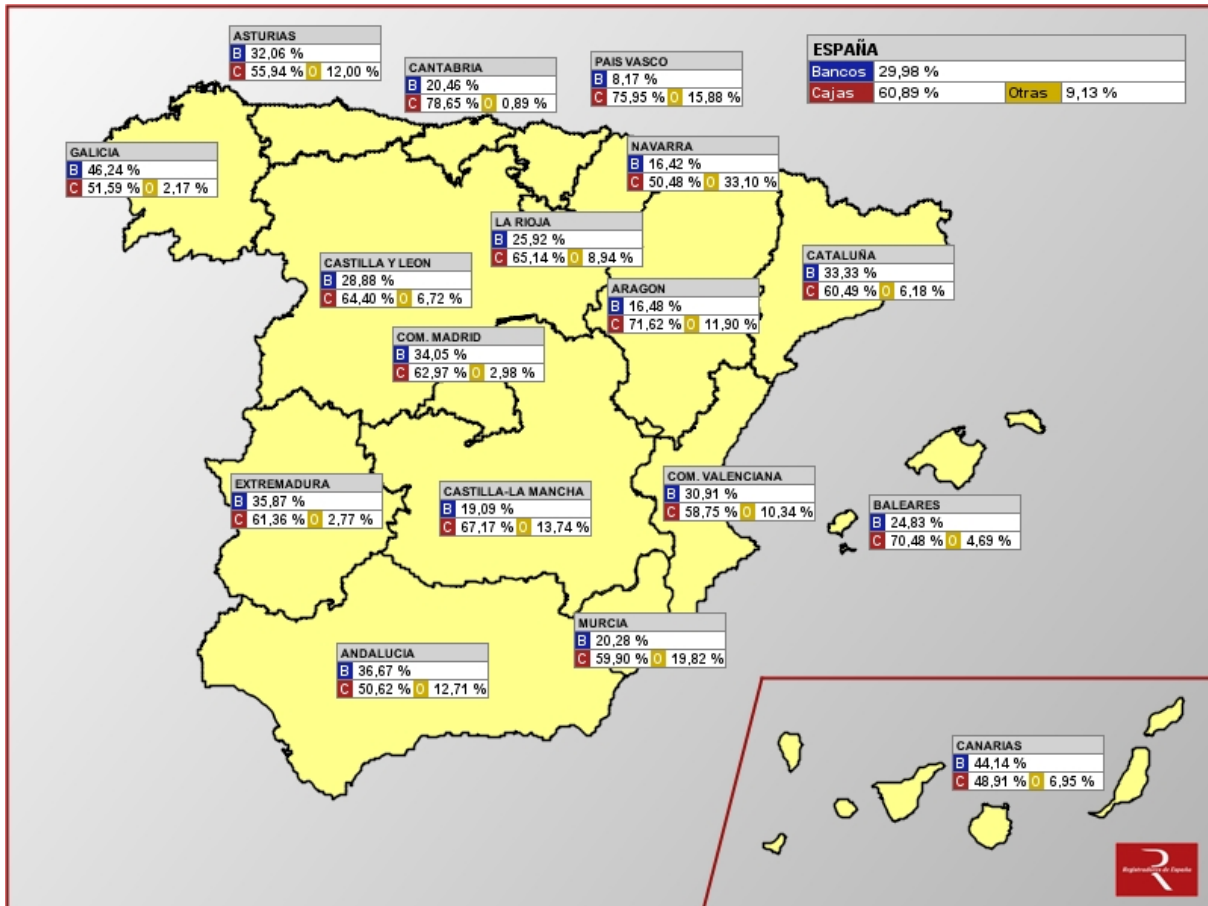 ASTURIAS
B 32,06 %
C 55,94 % O 12,00 %
CANTABRIA
B 20,46 %
C 78,65 % O 0,89 %
PAIS VASCO
B 8,17 %
C 75,95 % O 15,88 %
ESPAÑA
Bancos 29,98 %
Cajas 60,89 % Otras 9,13 %
GALICIA
B 46,24 %
C 51,59 % O 2,17 %
NAVARRA
B 16,42 %
C 50,48 % O 33,10 %
LA RIOJA
B 25,92 %
C 65,14 % O 8,94 %
CASTILLA Y LEON
B 28,88 %
C 64,40 % O 6,72 %
CATALUÑA
B 33,33 %
C 60,49 % O 6,18 %
ARAGON
B 16,48 %
C 71,62 % O 11,90 %
COM. MADRID
B 34,05 %
C 62,97 % O 2,98 %
EXTREMADURA
B 35,87 %
C 61,36 % O 2,77 %
CASTILLA-LA MANCHA
B 19,09 %
C 67,17 % O 13,74 %
COM. VALENCIANA
B 30,91 %
C 58,75 % O 10,34 %
BALEARES
B 24,83 %
C 70,48 % O 4,69 %
MURCIA
B 20,28 %
C 59,90 % O 19,82 %
ANDALUCIA
B 36,67 %
C 50,62 % O 12,71 %
CANARIAS
B 44,14 %
C 48,91 % O 6,95 %
R
Registradores de España